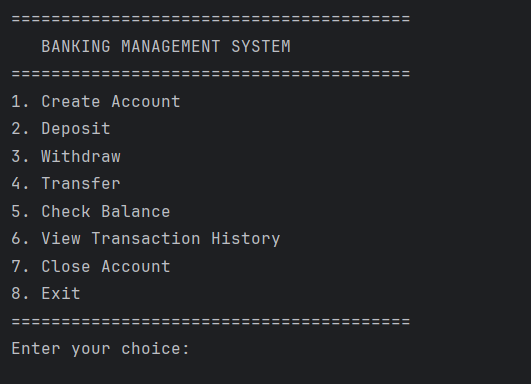 ========================================
   BANKING MANAGEMENT SYSTEM
========================================
1. Create Account
2. Deposit
3. Withdraw
4. Transfer
5. Check Balance
6. View Transaction History
7. Close Account
8. Exit
========================================
Enter your choice: